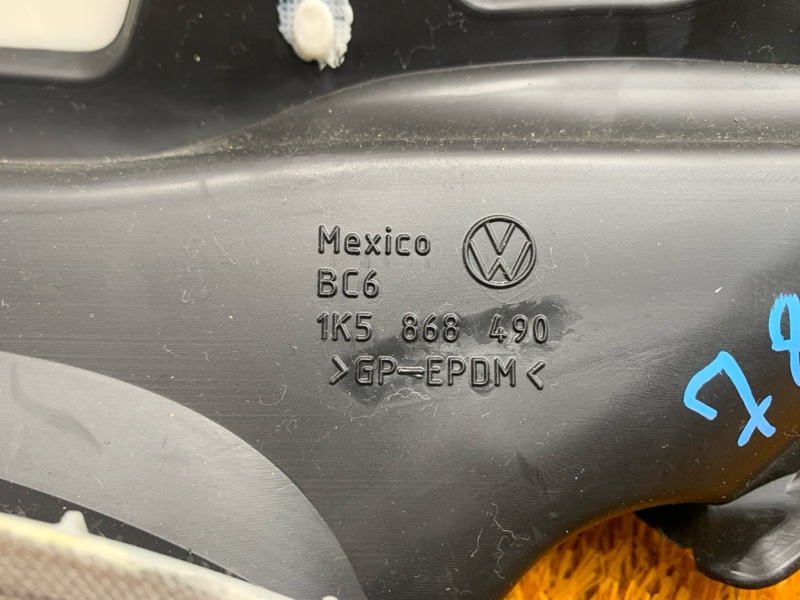 Mexico
BC6
1K5 868 490
>GP-EPDM<